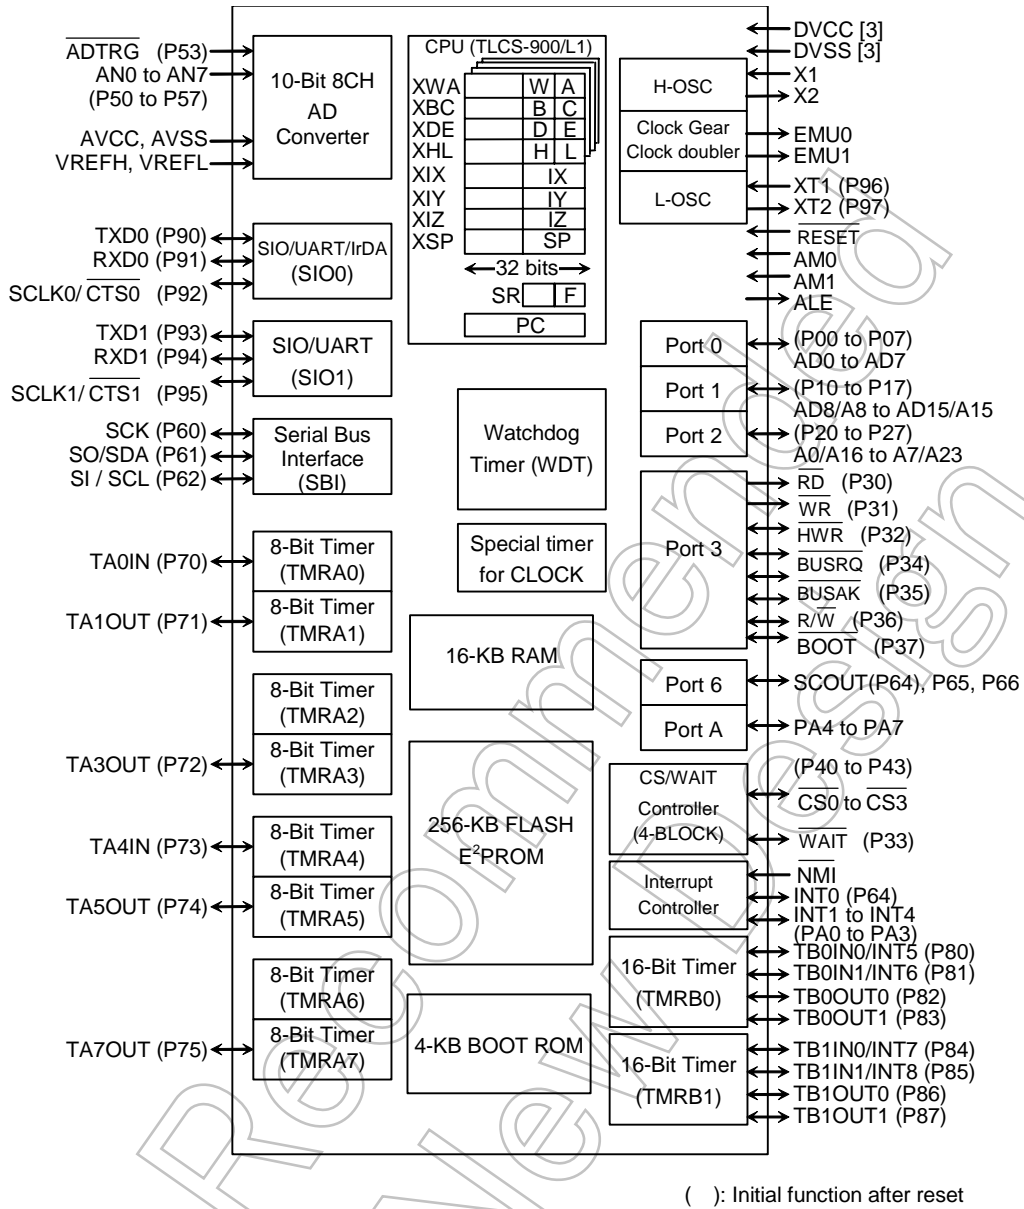 ADTRG (P53)
AN0 to AN7
(P50 to P57)
AVCC, AVSS
VREFH, VREFL
10-Bit 8CH
AD
Converter
TXD0 (P90)
RXD0 (P91)
SCLK0/ CTS0 (P92)
SIO/UART/IrDA
(SIO0)
TXD1 (P93)
RXD1 (P94)
SCLK1/ CTS1 (P95)
SIO/UART
(SIO1)
SCK (P60)
SO/SDA (P61)
SI / SCL (P62)
Serial Bus
Interface
(SBI)
TA0IN (P70)
8-Bit Timer
(TMRA0)
TA1OUT (P71)
8-Bit Timer
(TMRA1)
8-Bit Timer
(TMRA2)
TA3OUT (P72)
8-Bit Timer
(TMRA3)
TA4IN (P73)
8-Bit Timer
(TMRA4)
TA5OUT (P74)
8-Bit Timer
(TMRA5)
8-Bit Timer
(TMRA6)
TA7OUT (P75)
8-Bit Timer
(TMRA7)
CPU (TLCS-900/L1)
XWA W A
XBC B C
XDE D E
XHL H L
XIX IX
XIY IY
XIZ IZ
XSP SP
32 bits
SR F
PC
Watchdog
Timer (WDT)
Special timer
for CLOCK
16-KB RAM
256-KB FLASH
E2PROM
4-KB BOOT ROM
H-OSC
Clock Gear
Clock doubler
L-OSC
DVCC [3]
DVSS [3]
X1
X2
EMU0
EMU1
XT1 (P96)
XT2 (P97)
RESET
AM0
AM1
ALE
Port 0
(P00 to P07)
AD0 to AD7
Port 1
(P10 to P17)
AD8/A8 to AD15/A15
Port 2
(P20 to P27)
A0/A16 to A7/A23
Port 3
RD (P30)
WR (P31)
HWR (P32)
BUSRQ (P34)
BUSAK (P35)
R/W (P36)
BOOT (P37)
Port 6
SCOUT(P64), P65, P66
Port A
PA4 to PA7
CS/WAIT
Controller
(4-BLOCK)
(P40 to P43)
CS0 to CS3
WAIT (P33)
Interrupt
Controller
NMI
INT0 (P64)
INT1 to INT4
(PA0 to PA3)
16-Bit Timer
(TMRB0)
TB0IN0/INT5 (P80)
TB0IN1/INT6 (P81)
TB0OUT0 (P82)
TB0OUT1 (P83)
16-Bit Timer
(TMRB1)
TB1IN0/INT7 (P84)
TB1IN1/INT8 (P85)
TB1OUT0 (P86)
TB1OUT1 (P87)
( ): Initial function after reset
Recommended
New Design